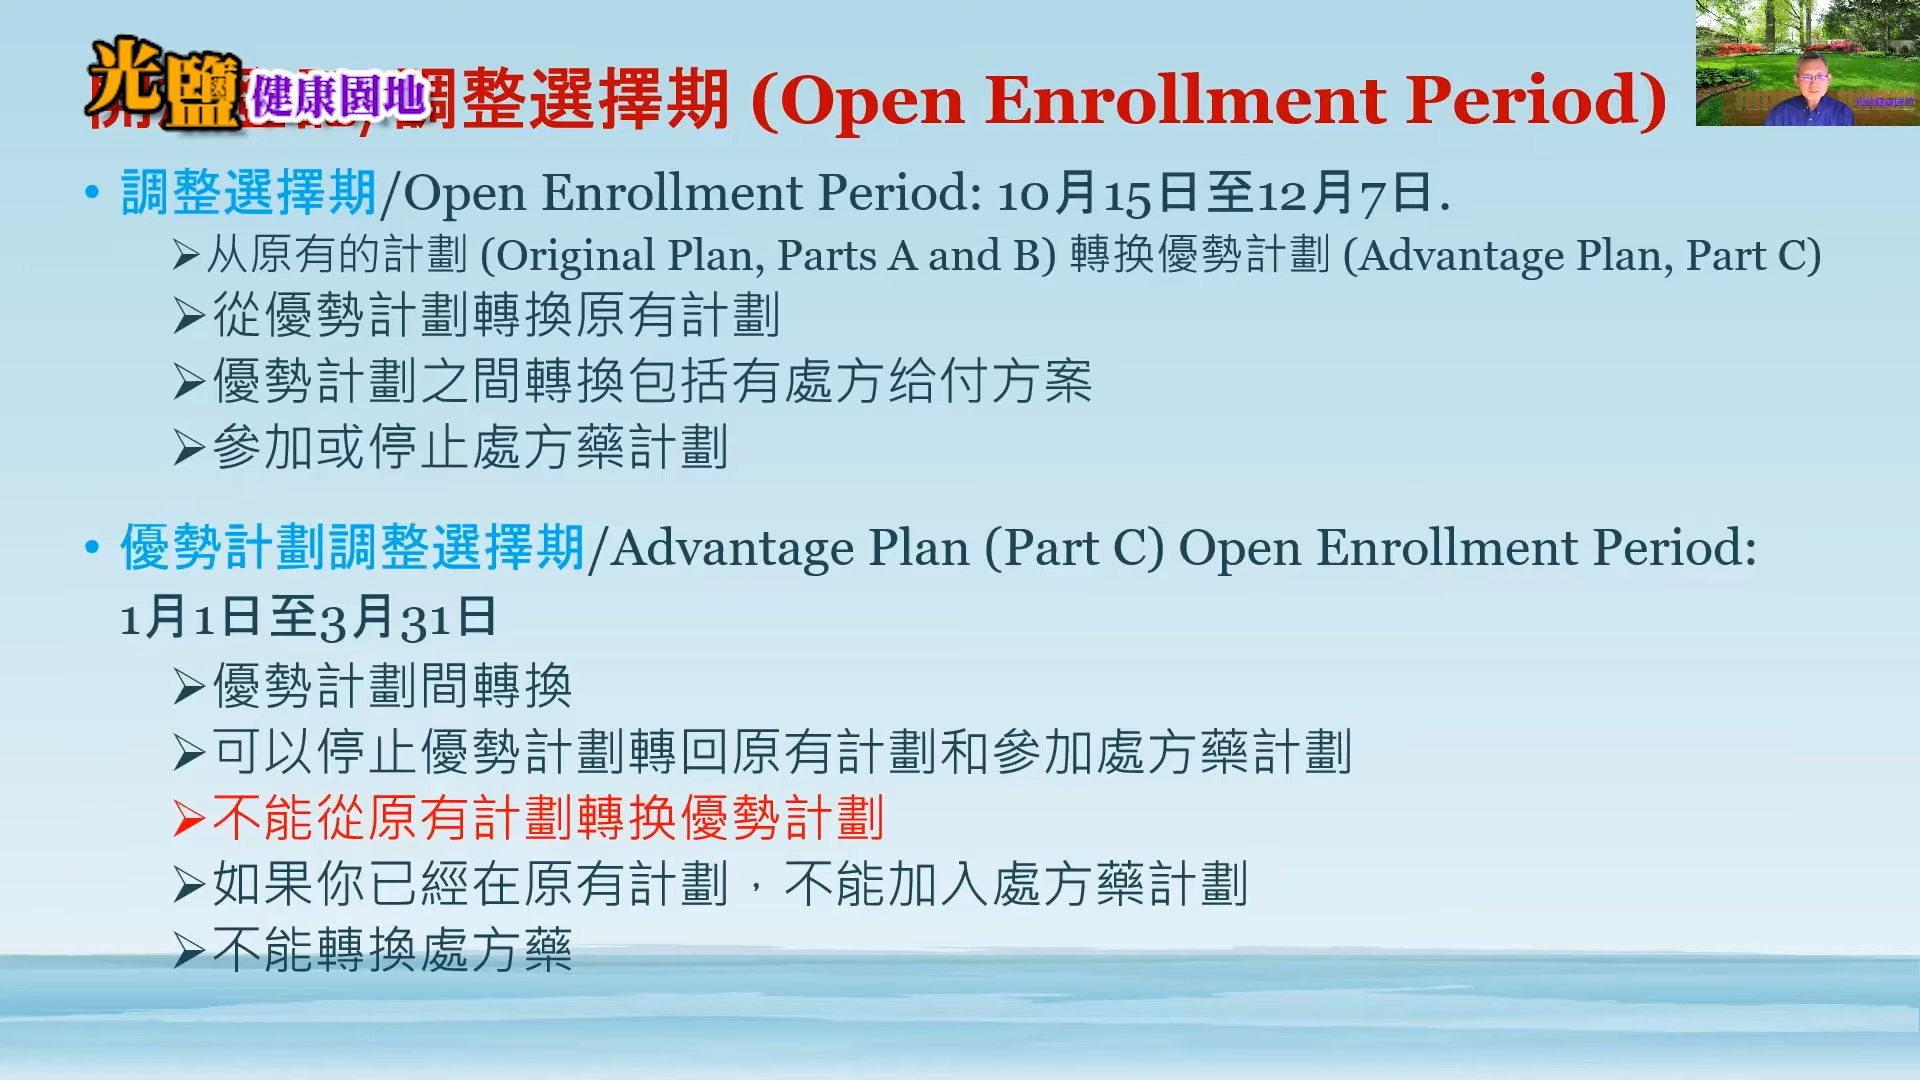 光鹽健康園地
調整選擇期 (Open Enrollment Period)
• 調整選擇期/Open Enrollment Period: 10月15日至12月7日.
➢从原有的計劃 (Original Plan, Parts A and B) 轉換優勢計劃 (Advantage Plan, Part C)
➢從優勢計劃轉換原有計劃
➢優勢計劃之間轉換包括有處方给付方案
➢參加或停止處方藥計劃
• 優勢計劃調整選擇期/Advantage Plan (Part C) Open Enrollment Period:
1月1日至3月31日
➢優勢計劃間轉換
➢可以停止優勢計劃轉回原有計劃和參加處方藥計劃
➢不能從原有計劃轉换優勢計劃
➢如果你已經在原有計劃，不能加入處方藥計劃
➢不能轉換處方藥